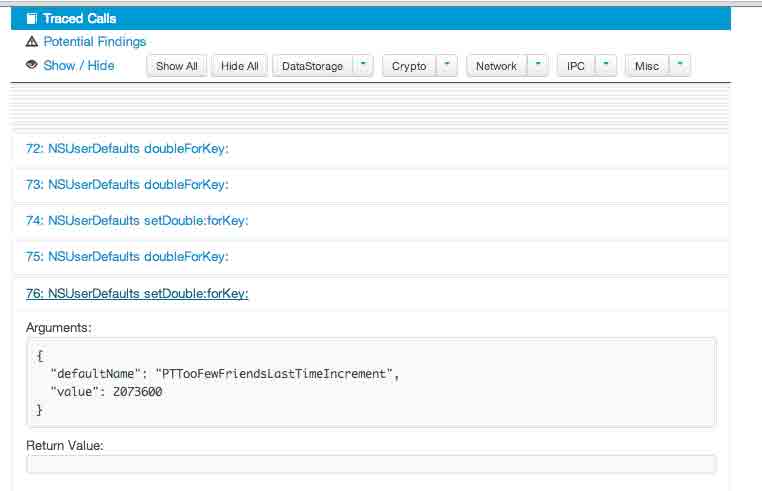 Traced Calls
Potential Findings
Show / Hide Show All Hide All DataStorage Crypto Network IPC Misc
72: NSUserDefaults doubleForKey:
73: NSUserDefaults doubleForKey:
74: NSUserDefaults setDouble:forKey:
75: NSUserDefaults doubleForKey:
76: NSUserDefaults setDouble:forKey:
Arguments:
{
"defaultName": "PTTooFewFriendsLastTimeIncrement",
"value": 2073600
}
Return Value: